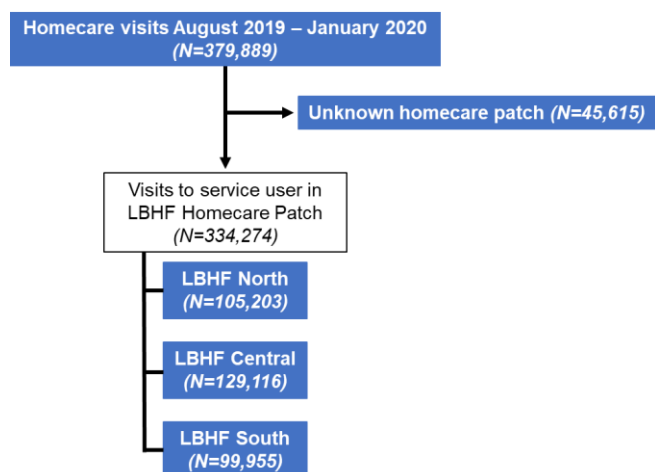 Homecare visits August 2019 – January 2020
(N=379,889)
Unknown homecare patch (N=45,615)
Visits to service user in
LBHF Homecare Patch
(N=334,274)
LBHF North
(N=105,203)
LBHF Central
(N=129,116)
LBHF South
(N=99,955)